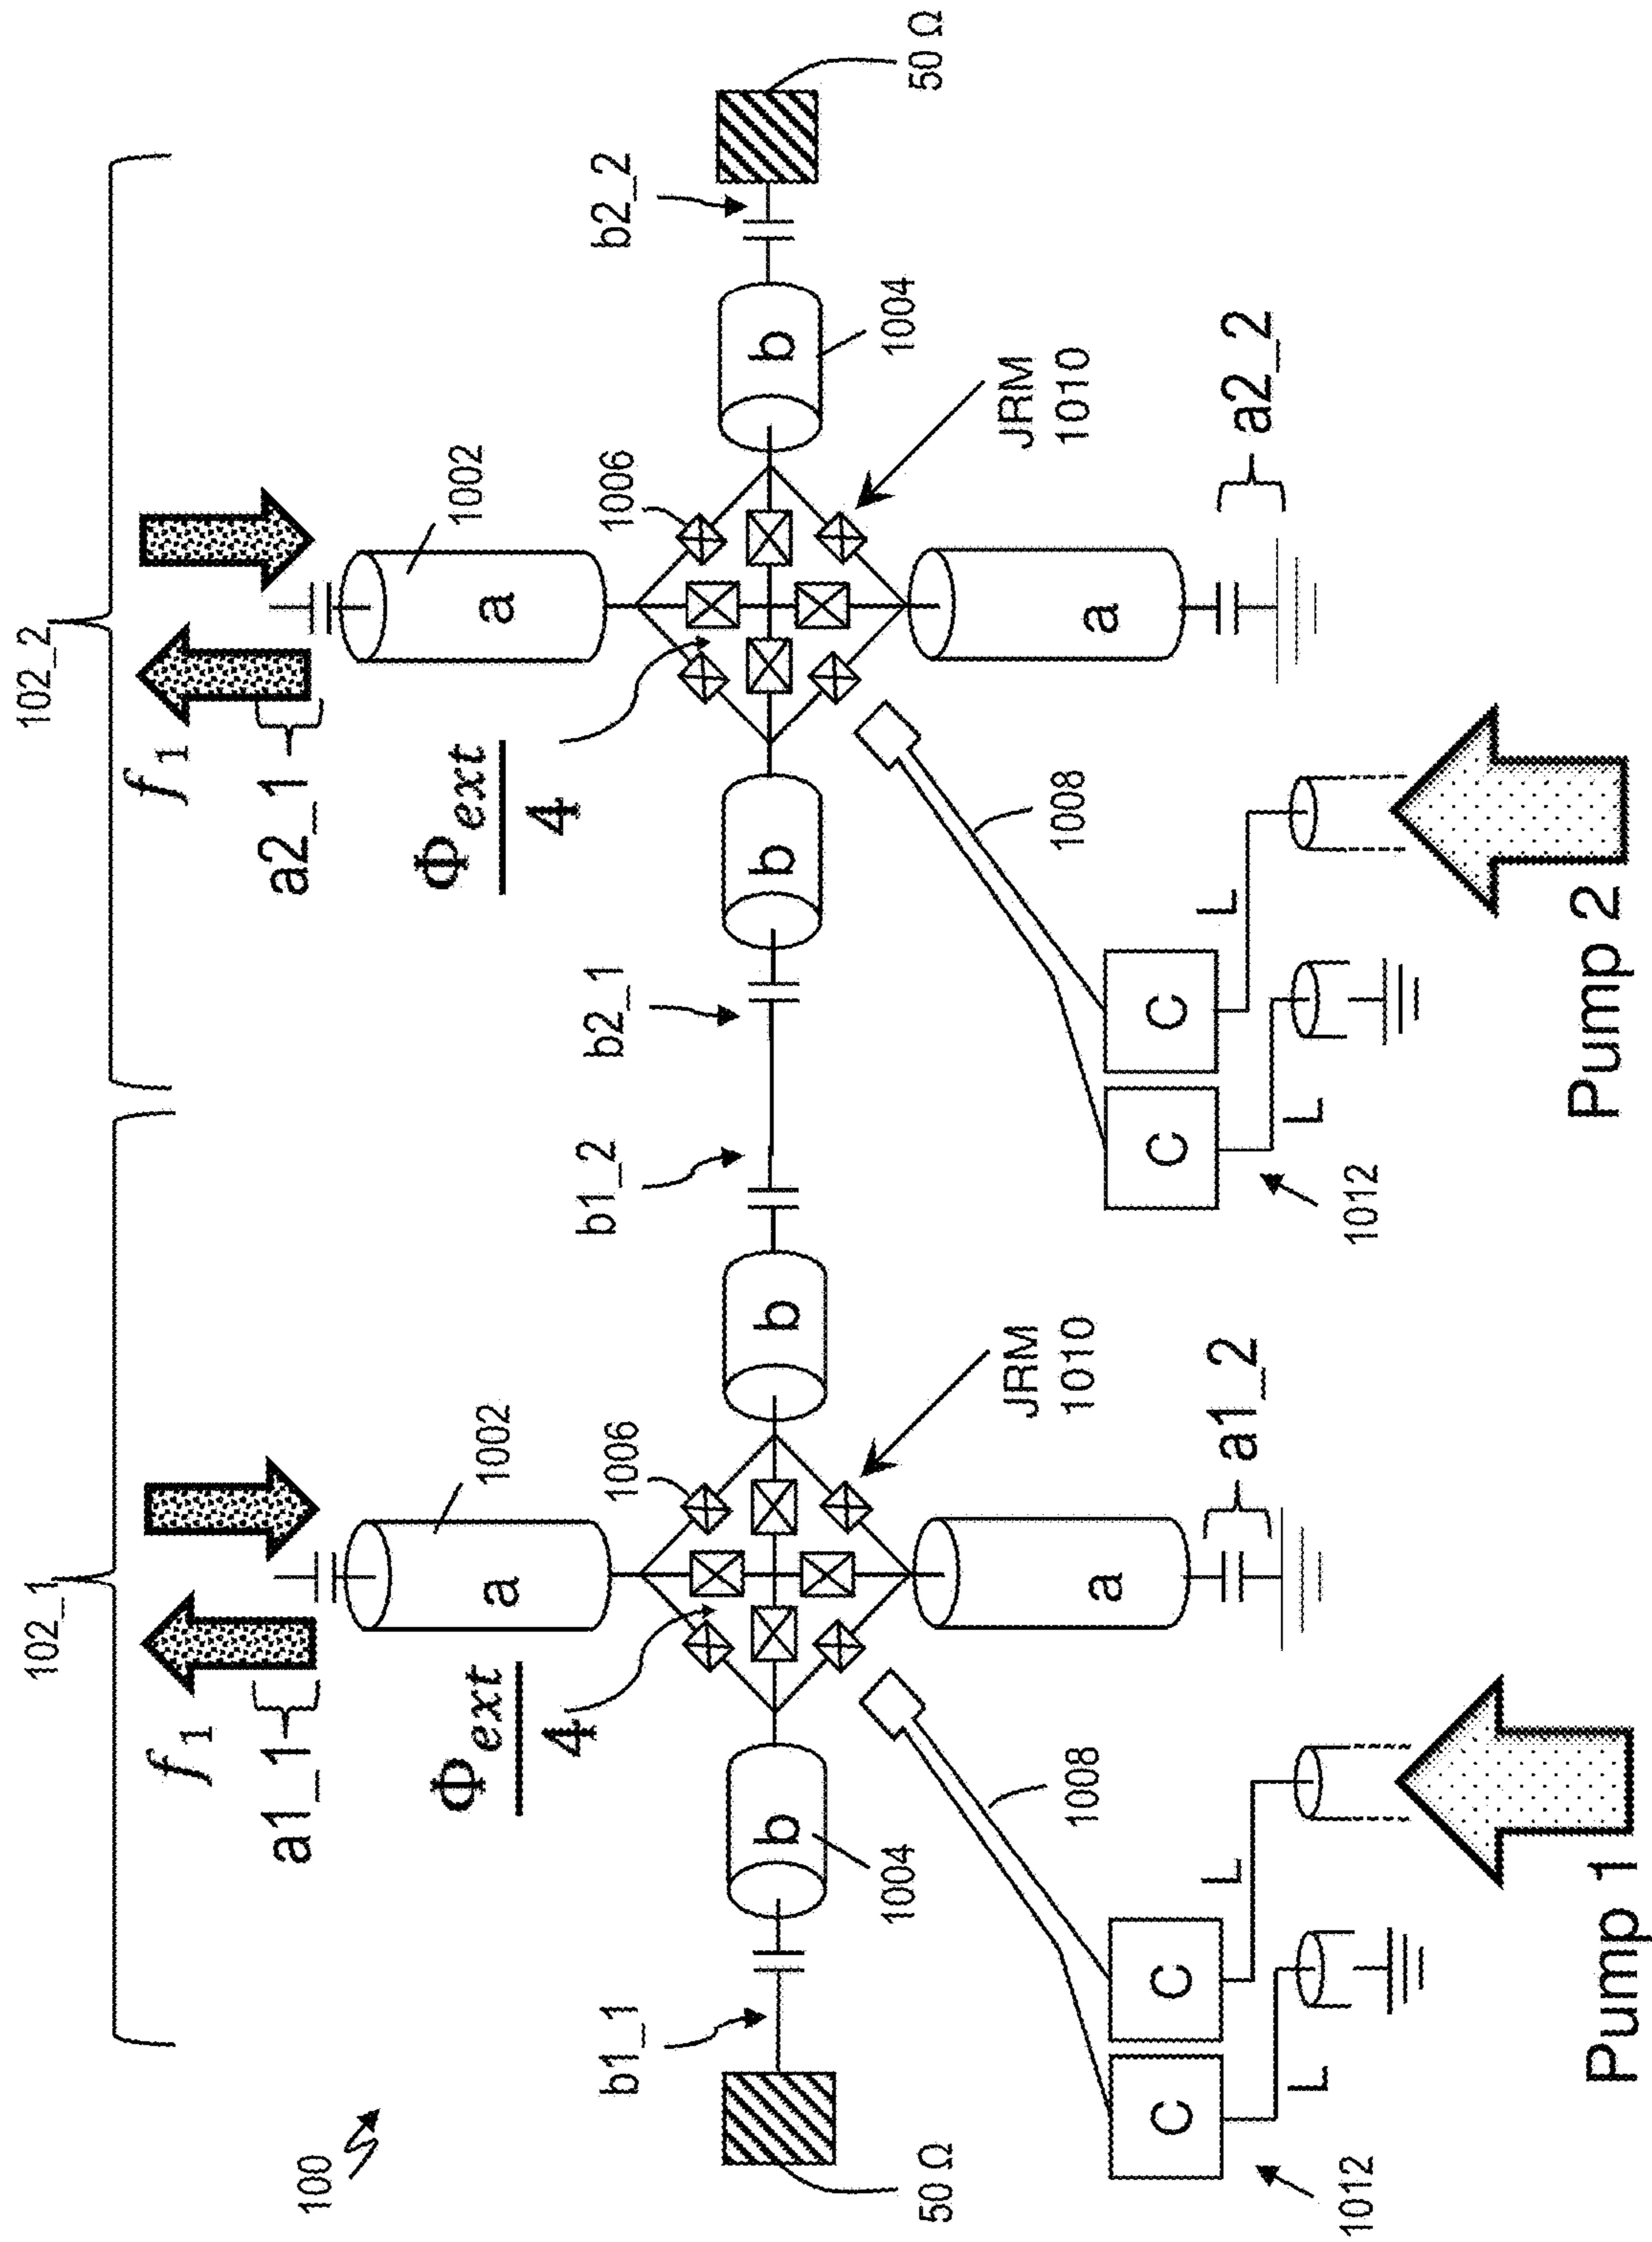 100
102_1
102_2
f1
a1_1
f1
a2_1
1002
1002
a
a
Φext
4
Φext
4
1006
1006
50 Ω
b1_1
b
1004
b
b1_2
b2_1
b
b
1004
b2_2
50 Ω
JRM
1010
JRM
1010
a
a1_2
a
a2_2
1008
1008
C
C
L
L
1012
C
C
L
L
1012
Pump 1
Pump 2